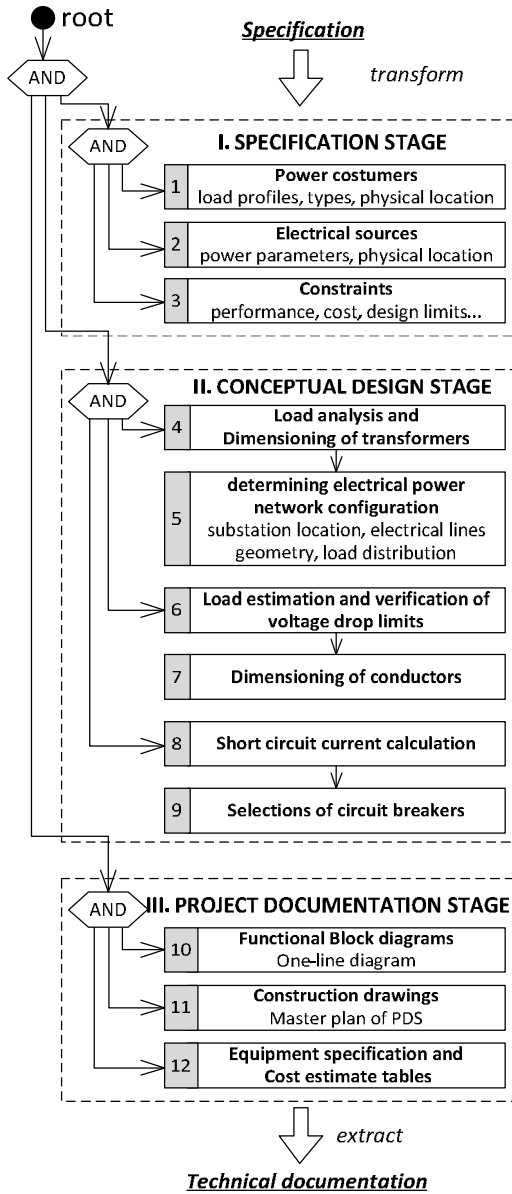 root
Specification
AND
transform
AND
I. SPECIFICATION STAGE
1
Power costumers
load profiles, types, physical location
2
Electrical sources
power parameters, physical location
3
Constraints
performance, cost, design limits...
II. CONCEPTUAL DESIGN STAGE
AND
4
Load analysis and
Dimensioning of transformers
5
determining electrical power
network configuration
substation location, electrical lines
geometry, load distribution
6
Load estimation and verification of
voltage drop limits
7
Dimensioning of conductors
8
Short circuit current calculation
9
Selections of circuit breakers
AND
III. PROJECT DOCUMENTATION STAGE
10
Functional Block diagrams
One-line diagram
11
Construction drawings
Master plan of PDS
12
Equipment specification and
Cost estimate tables
extract
Technical documentation